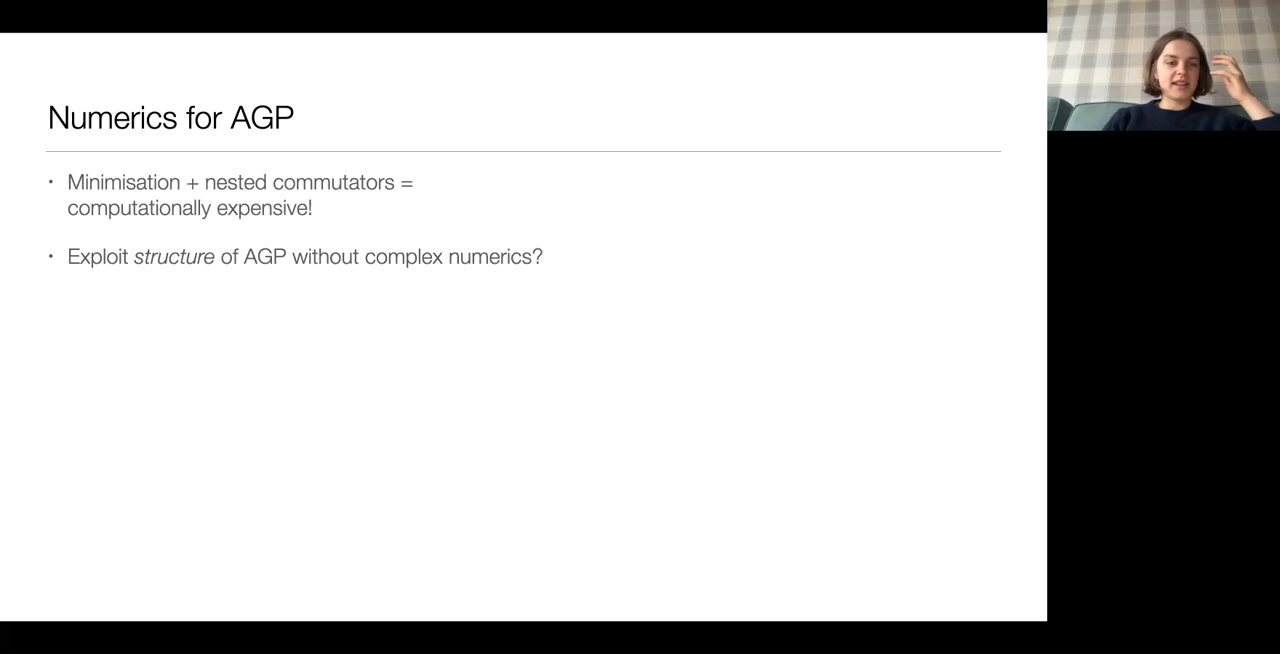 Numerics for AGP
• Minimisation + nested commutators =
computationally expensive!
• Exploit structure of AGP without complex numerics?